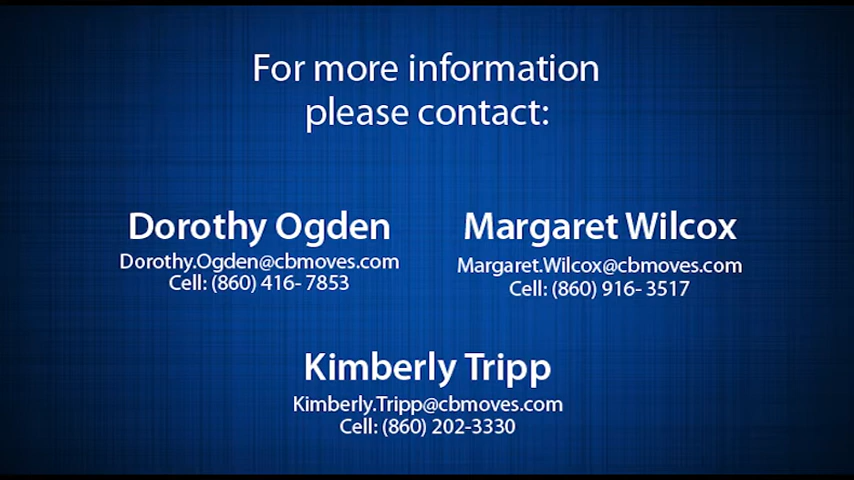 For more information
please contact:
Dorothy Ogden
Dorothy.Ogden@cbmoves.com
Cell: (860) 416- 7853
Margaret Wilcox
Margaret.Wilcox@cbmoves.com
Cell: (860) 916- 3517
Kimberly Tripp
Kimberly.Tripp@cbmoves.com
Cell: (860) 202-3330